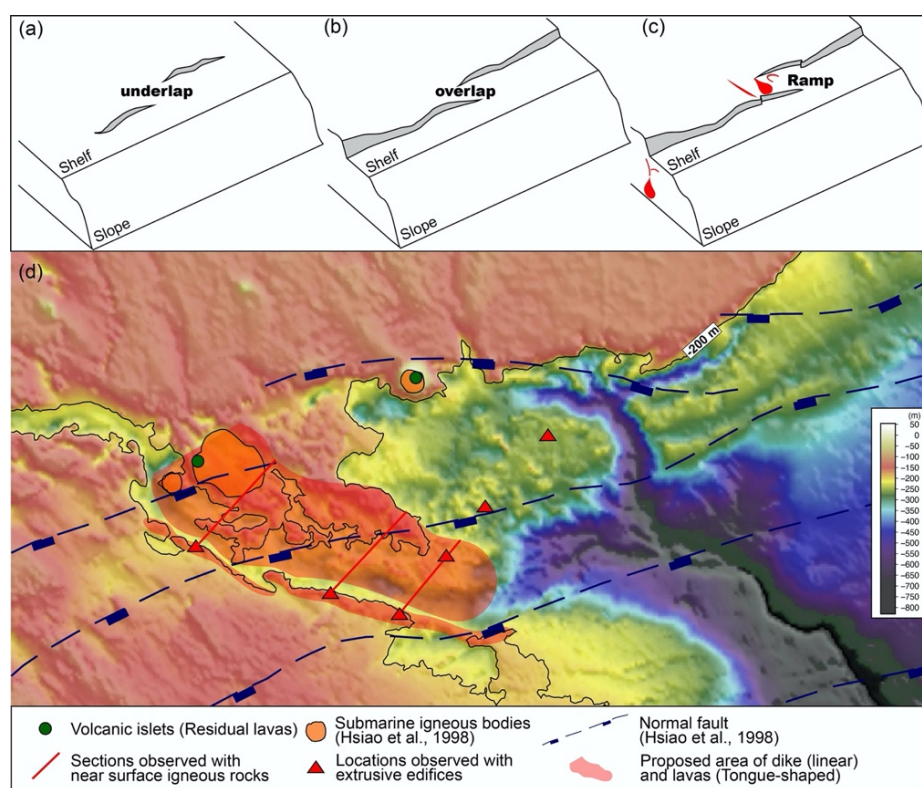 (a)
underlap
Shelf
Slope
(b)
overlap
Shelf
Slope
(c)
Ramp
Shelf
Slope
(d)
-200 m
(m)
50
0
-50
-100
-150
-200
-250
-300
-350
-400
-450
-500
-550
-600
-650
-700
-750
-800
Volcanic islets (Residual lavas)
Sections observed with
near surface igneous rocks
Submarine igneous bodies
(Hsiao et al., 1998)
Locations observed with
extrusive edifices
Normal fault
(Hsiao et al., 1998)
Proposed area of dike (linear)
and lavas (Tongue-shaped)